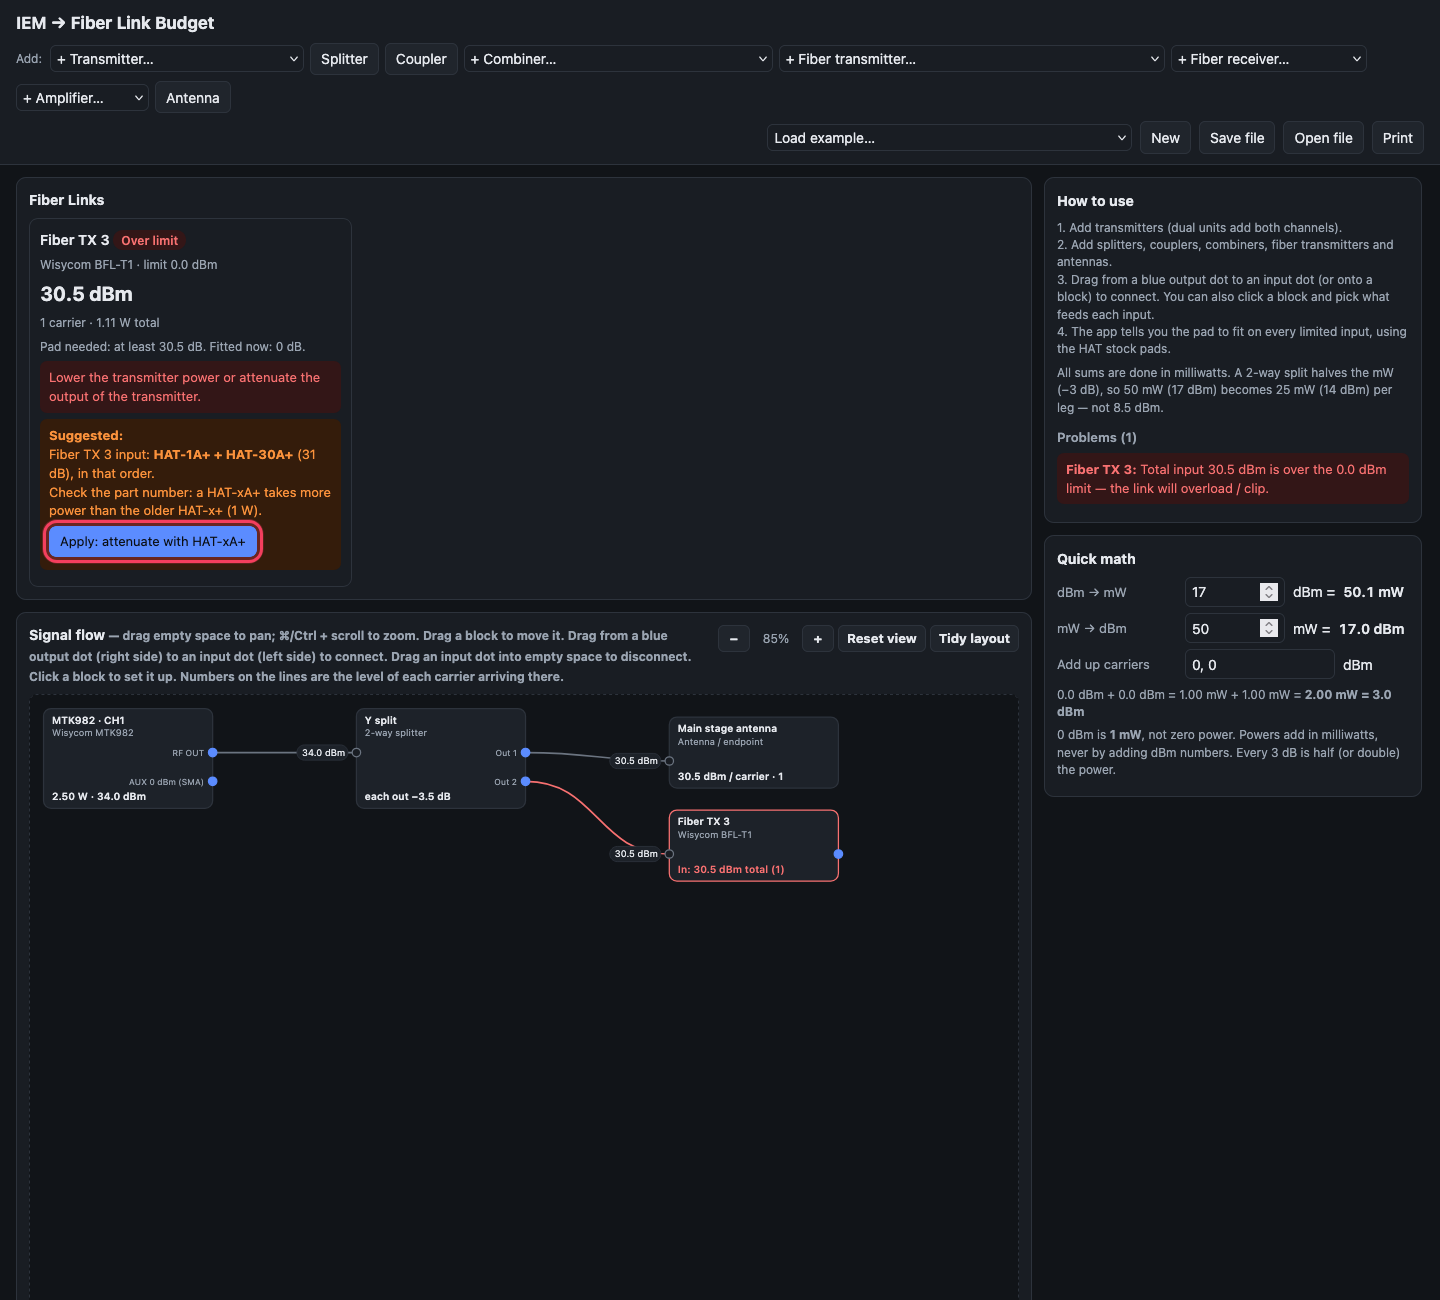 IEM → Fiber Link Budget
Add: + Transmitter... Splitter Coupler + Combiner... + Fiber transmitter... + Fiber receiver...
+ Amplifier... Antenna
Load example... New Save file Open file Print
Fiber Links
Fiber TX 3 Over limit
Wisycom BFL-T1 · limit 0.0 dBm
30.5 dBm
1 carrier · 1.11 W total
Pad needed: at least 30.5 dB. Fitted now: 0 dB.
Lower the transmitter power or attenuate the
output of the transmitter.
Suggested:
Fiber TX 3 input: HAT-1A+ + HAT-30A+ (31
dB), in that order.
Check the part number: a HAT-xA+ takes more
power than the older HAT-x+ (1 W).
Apply: attenuate with HAT-xA+
How to use
1. Add transmitters (dual units add both channels).
2. Add splitters, couplers, combiners, fiber transmitters and
antennas.
3. Drag from a blue output dot to an input dot (or onto a
block) to connect. You can also click a block and pick what
feeds each input.
4. The app tells you the pad to fit on every limited input, using
the HAT stock pads.
All sums are done in milliwatts. A 2-way split halves the mW
(−3 dB), so 50 mW (17 dBm) becomes 25 mW (14 dBm) per
leg — not 8.5 dBm.
Problems (1)
Fiber TX 3: Total input 30.5 dBm is over the 0.0 dBm
limit — the link will overload / clip.
Quick math
dBm → mW 17 dBm = 50.1 mW
mW → dBm 50 mW = 17.0 dBm
Add up carriers 0, 0 dBm
0.0 dBm + 0.0 dBm = 1.00 mW + 1.00 mW = 2.00 mW = 3.0
dBm
0 dBm is 1 mW, not zero power. Powers add in milliwatts,
never by adding dBm numbers. Every 3 dB is half (or double)
the power.
Signal flow — drag empty space to pan; ⌘/Ctrl + scroll to zoom. Drag a block to move it. Drag from a blue
output dot (right side) to an input dot (left side) to connect. Drag an input dot into empty space to disconnect.
Click a block to set it up. Numbers on the lines are the level of each carrier arriving there.
− 85% + Reset view Tidy layout
MTK982 · CH1
Wisycom MTK982
RF OUT
AUX 0 dBm (SMA)
2.50 W · 34.0 dBm
34.0 dBm
Y split
2-way splitter
Out 1
Out 2
each out −3.5 dB
30.5 dBm
Main stage antenna
Antenna / endpoint
30.5 dBm / carrier · 1
30.5 dBm
Fiber TX 3
Wisycom BFL-T1
In: 30.5 dBm total (1)